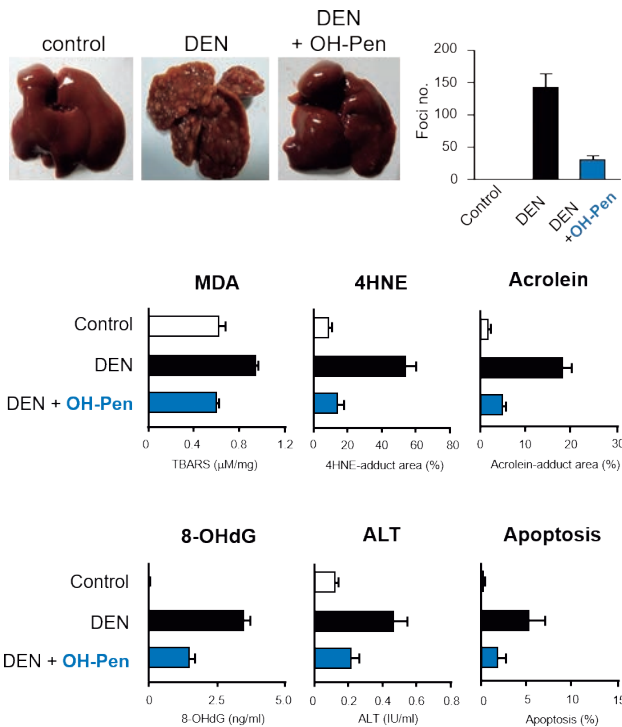 control
DEN
DEN
+ OH-Pen
200
150
100
50
0
Foci no.
Control
DEN
DEN
+OH-Pen
MDA
4HNE
Acrolein
Control
DEN
DEN + OH-Pen
0 0.4 0.8 1.2
0 20 40 60 80
0 10 20 30
TBARS (μM/mg)
4HNE-adduct area (%)
Acrolein-adduct area (%)
8-OHdG
ALT
Apoptosis
Control
DEN
DEN + OH-Pen
0 2.5 5.0
0 0.2 0.4 0.6 0.8
0 5 10 15
8-OHdG (ng/ml)
ALT (IU/ml)
Apoptosis (%)